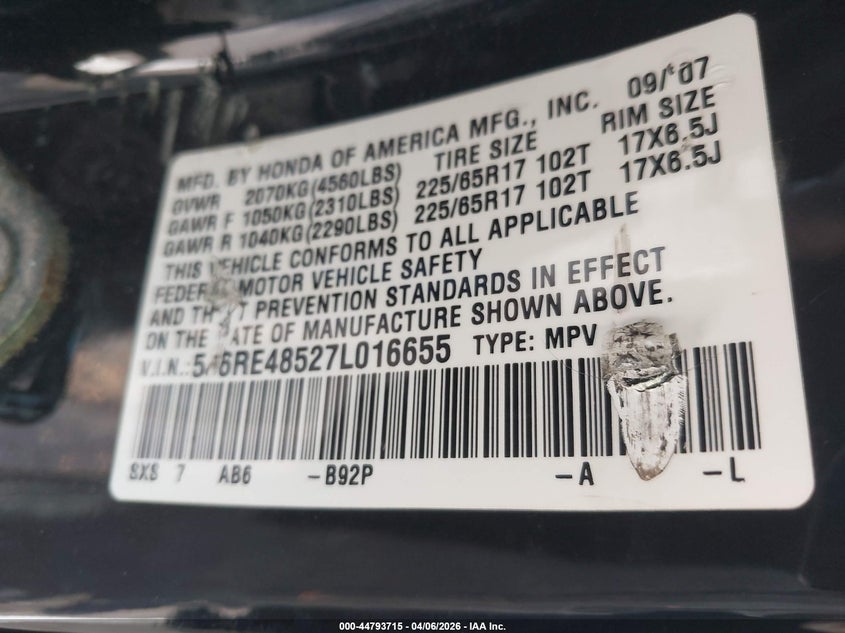 MFD. BY HONDA OF AMERICA MFG., INC. 09/07
GVWR 2070KG(4560LBS) TIRE SIZE RIM SIZE
GAWR F 1050KG(2310LBS) 225/65R17 102T 17X6.5J
GAWR R 1040KG(2290LBS) 225/65R17 102T 17X6.5J
THIS VEHICLE CONFORMS TO ALL APPLICABLE
FEDERAL MOTOR VEHICLE SAFETY
AND THEFT PREVENTION STANDARDS IN EFFECT
ON THE DATE OF MANUFACTURE SHOWN ABOVE.
V.I.N.: RE48527L016655 TYPE: MPV
SXS 7 AB6 -B92P -A -L
000-44793715 - 04/06/2026 - IAA Inc.